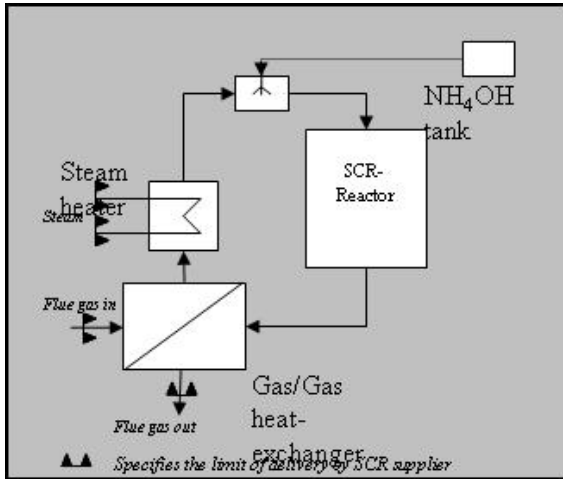 NH4OH
tank
SCR-
Reactor
Steam
heater
Steam
Flue gas in
Gas/Gas
heat-
exchanger
Flue gas out
Specifies the limit of delivery by SCR supplier